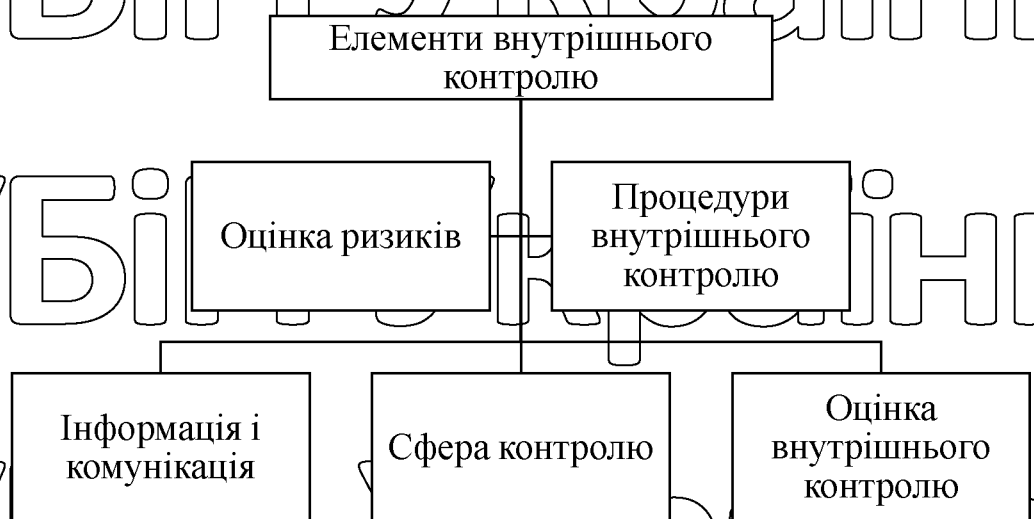 Елементи внутрішнього
контролю
Оцінка ризиків
Процедури
внутрішнього
контролю
Інформація і
комунікація
Сфера контролю
Оцінка
внутрішнього
контролю